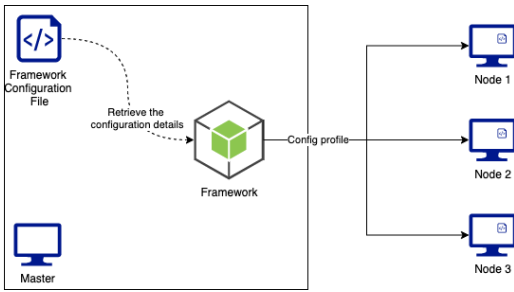 Framework
Configuration
File
Retrieve the
configuration details
Framework
Config profile
Master
Node 1
Node 2
Node 3